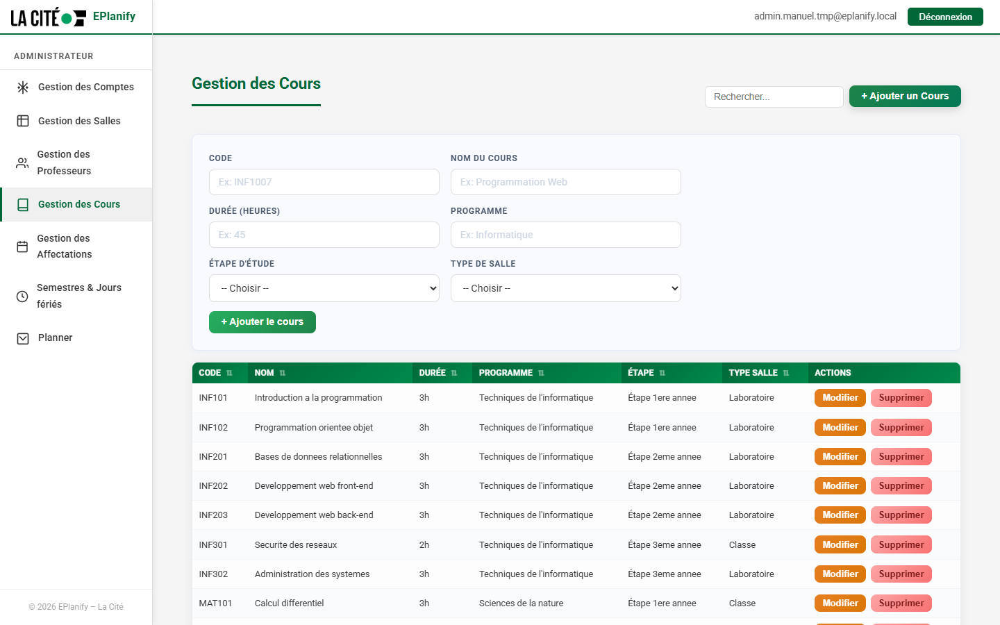 LA CITÉ EPlanify
admin.manuel.tmp@eplanify.local
Déconnexion
ADMINISTRATEUR
Gestion des Comptes
Gestion des Salles
Gestion des
Professeurs
Gestion des Cours
Gestion des
Affectations
Semestres & Jours
fériés
Planner
© 2026 EPlanify – La Cité
Gestion des Cours
Rechercher...
+ Ajouter un Cours
CODE NOM DU COURS
Ex: INF1007 Ex: Programmation Web
DURÉE (HEURES) PROGRAMME
Ex: 45 Ex: Informatique
ÉTAPE D'ÉTUDE TYPE DE SALLE
-- Choisir -- -- Choisir --
+ Ajouter le cours
CODE NOM DURÉE PROGRAMME ÉTAPE TYPE SALLE ACTIONS
INF101 Introduction a la programmation 3h Techniques de l'informatique Étape 1ere annee Laboratoire Modifier Supprimer
INF102 Programmation orientee objet 3h Techniques de l'informatique Étape 1ere annee Laboratoire Modifier Supprimer
INF201 Bases de donnees relationnelles 3h Techniques de l'informatique Étape 2eme annee Laboratoire Modifier Supprimer
INF202 Developpement web front-end 3h Techniques de l'informatique Étape 2eme annee Laboratoire Modifier Supprimer
INF203 Developpement web back-end 3h Techniques de l'informatique Étape 2eme annee Laboratoire Modifier Supprimer
INF301 Securite des reseaux 2h Techniques de l'informatique Étape 3eme annee Classe Modifier Supprimer
INF302 Administration des systemes 3h Techniques de l'informatique Étape 3eme annee Laboratoire Modifier Supprimer
MAT101 Calcul differentiel 3h Sciences de la nature Étape 1ere annee Classe Modifier Supprimer